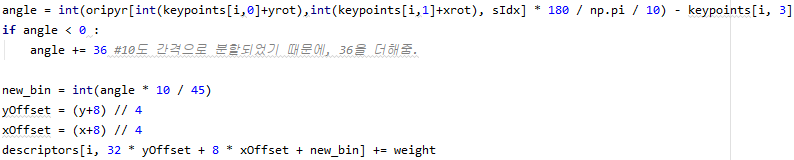 angle = int(oripyr[int(keypoints[i,0]+yrot),int(keypoints[i,1]+xrot), sIdx] * 180 / np.pi / 10) - keypoints[i, 3]
if angle < 0 :
    angle += 36 #10도 간격으로 분할되었기 때문에, 36을 더해줌.
new_bin = int(angle * 10 / 45)
yOffset = (y+8) // 4
xOffset = (x+8) // 4
descriptors[i, 32 * yOffset + 8 * xOffset + new_bin] += weight